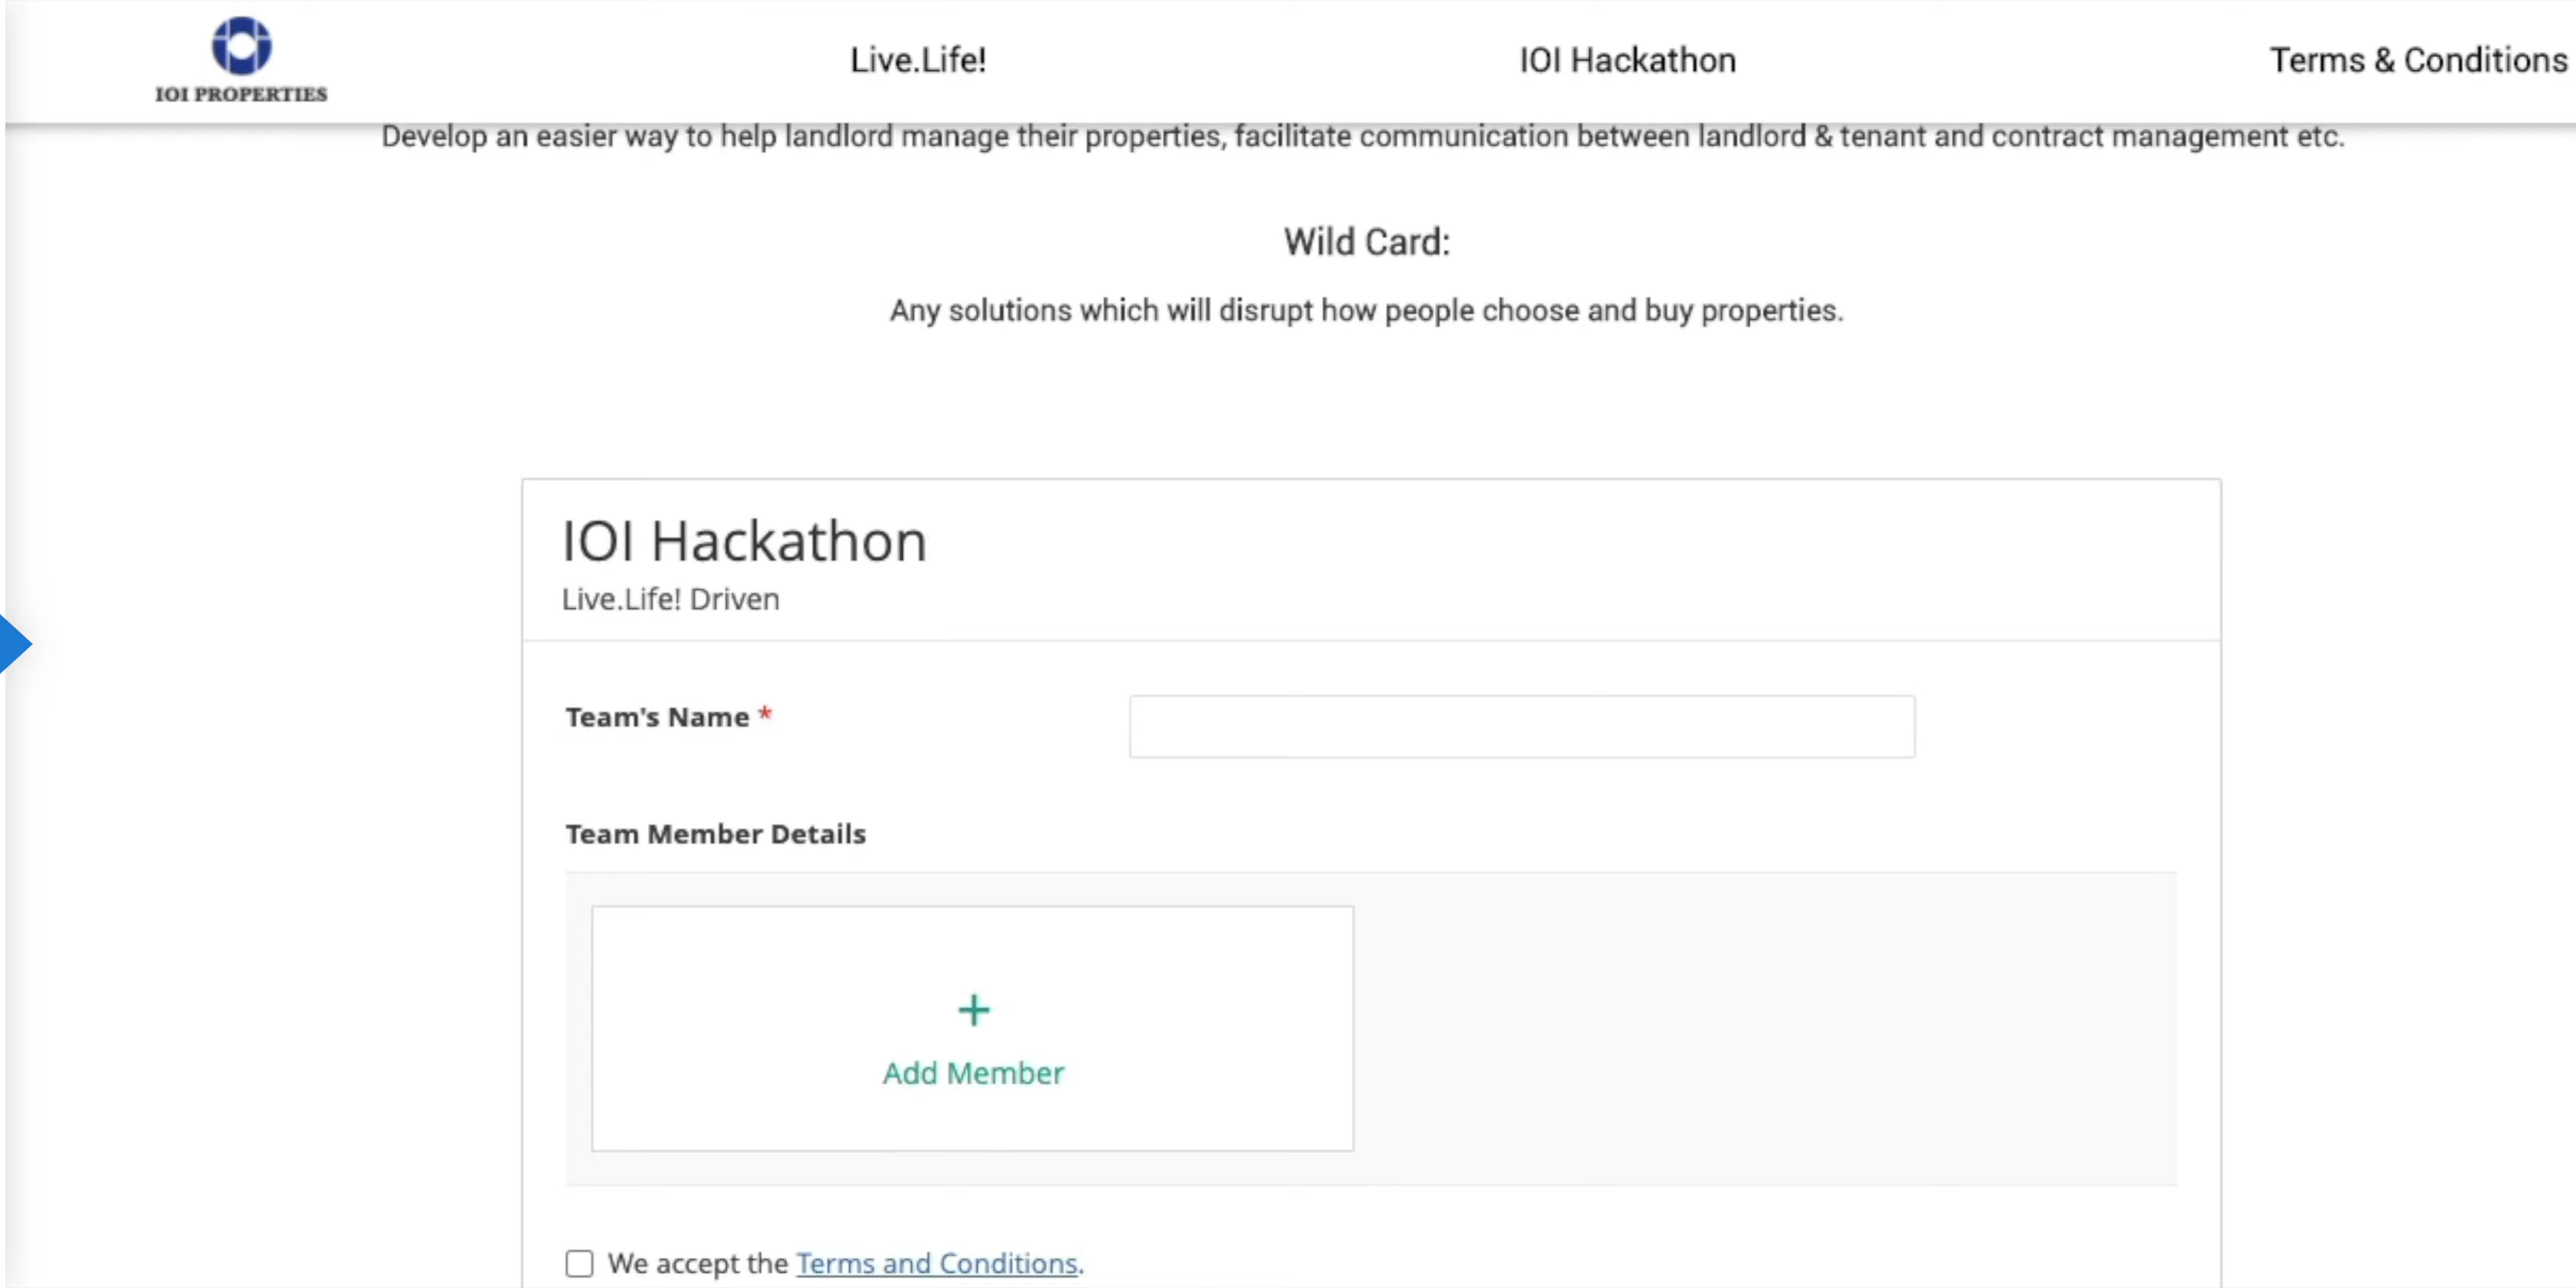 IOI PROPERTIES
Live.Life!
IOI Hackathon
Terms & Conditions
Develop an easier way to help landlord manage their properties, facilitate communication between landlord & tenant and contract management etc.
Wild Card:
Any solutions which will disrupt how people choose and buy properties.
IOI Hackathon
Live.Life! Driven
Team's Name *
Team Member Details
+
Add Member
We accept the Terms and Conditions.